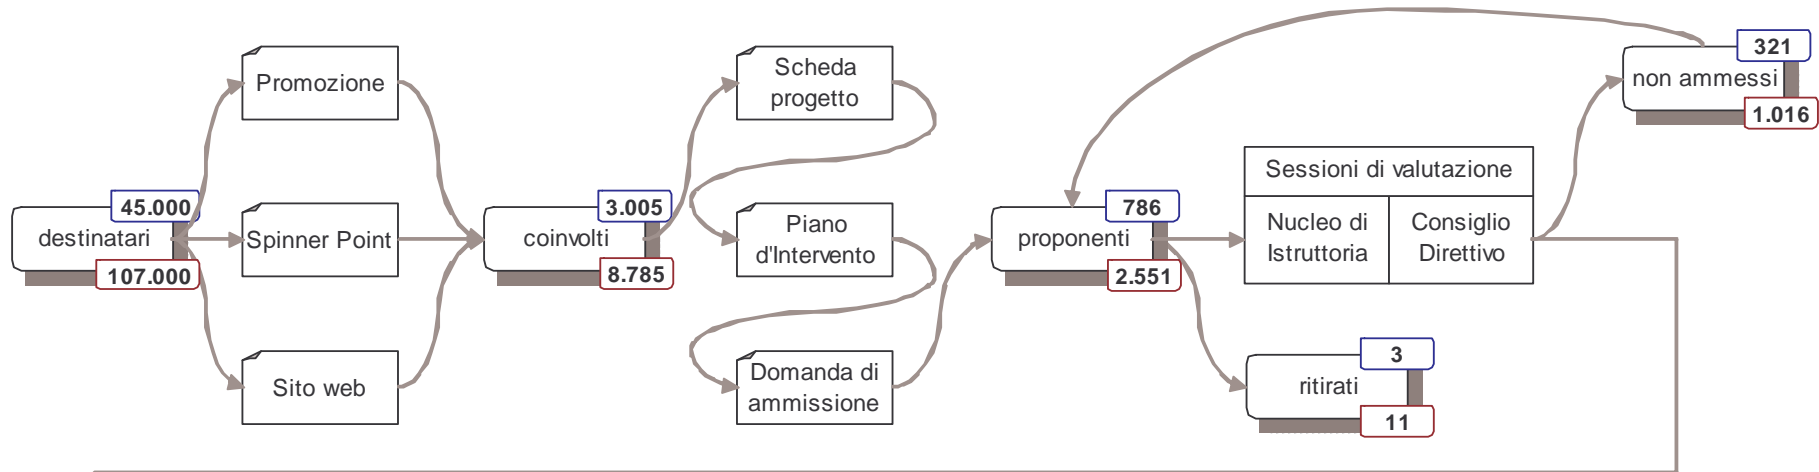 45.000
destinatari
107.000
Promozione
Spinner Point
Sito web
3.005
coinvolti
8.785
Scheda
progetto
Piano
d'Intervento
Domanda di
ammissione
786
proponenti
2.551
Sessioni di valutazione
Nucleo di
Istruttoria
Consiglio
Direttivo
321
non ammessi
1.016
3
ritirati
11